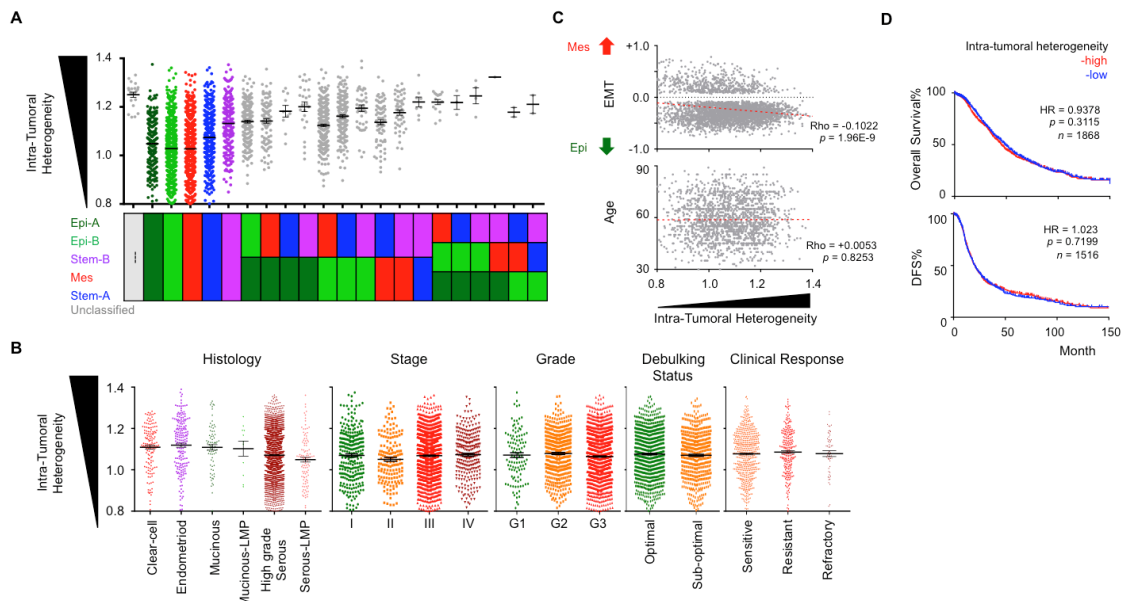 A
Intra-Tumoral
Heterogeneity
1.4
1.2
1.0
0.8
Epi-A
Epi-B
Stem-B
Mes
Stem-A
Unclassified
---
C
Mes
Epi
EMT
+1.0
0.0
-1.0
Rho = -0.1022
p = 1.96E-9
Age
90
70
50
30
Rho = +0.0053
p = 0.8253
0.8
1.0
1.2
1.4
Intra-Tumoral Heterogeneity
D
Intra-tumoral heterogeneity
-high
-low
Overall Survival%
100
50
0
HR = 0.9378
p = 0.3115
n = 1868
DFS%
100
50
0
HR = 1.023
p = 0.7199
n = 1516
0
50
100
150
Month
B
Intra-Tumoral
Heterogeneity
1.4
1.2
1.0
0.8
Histology
Clear-cell
Endometriod
Mucinous
Mucinous-LMP
High grade
Serous
Serous-LMP
Stage
I
II
III
IV
Grade
G1
G2
G3
Debulking
Status
Optimal
Sub-optimal
Clinical Response
Sensitive
Resistant
Refractory